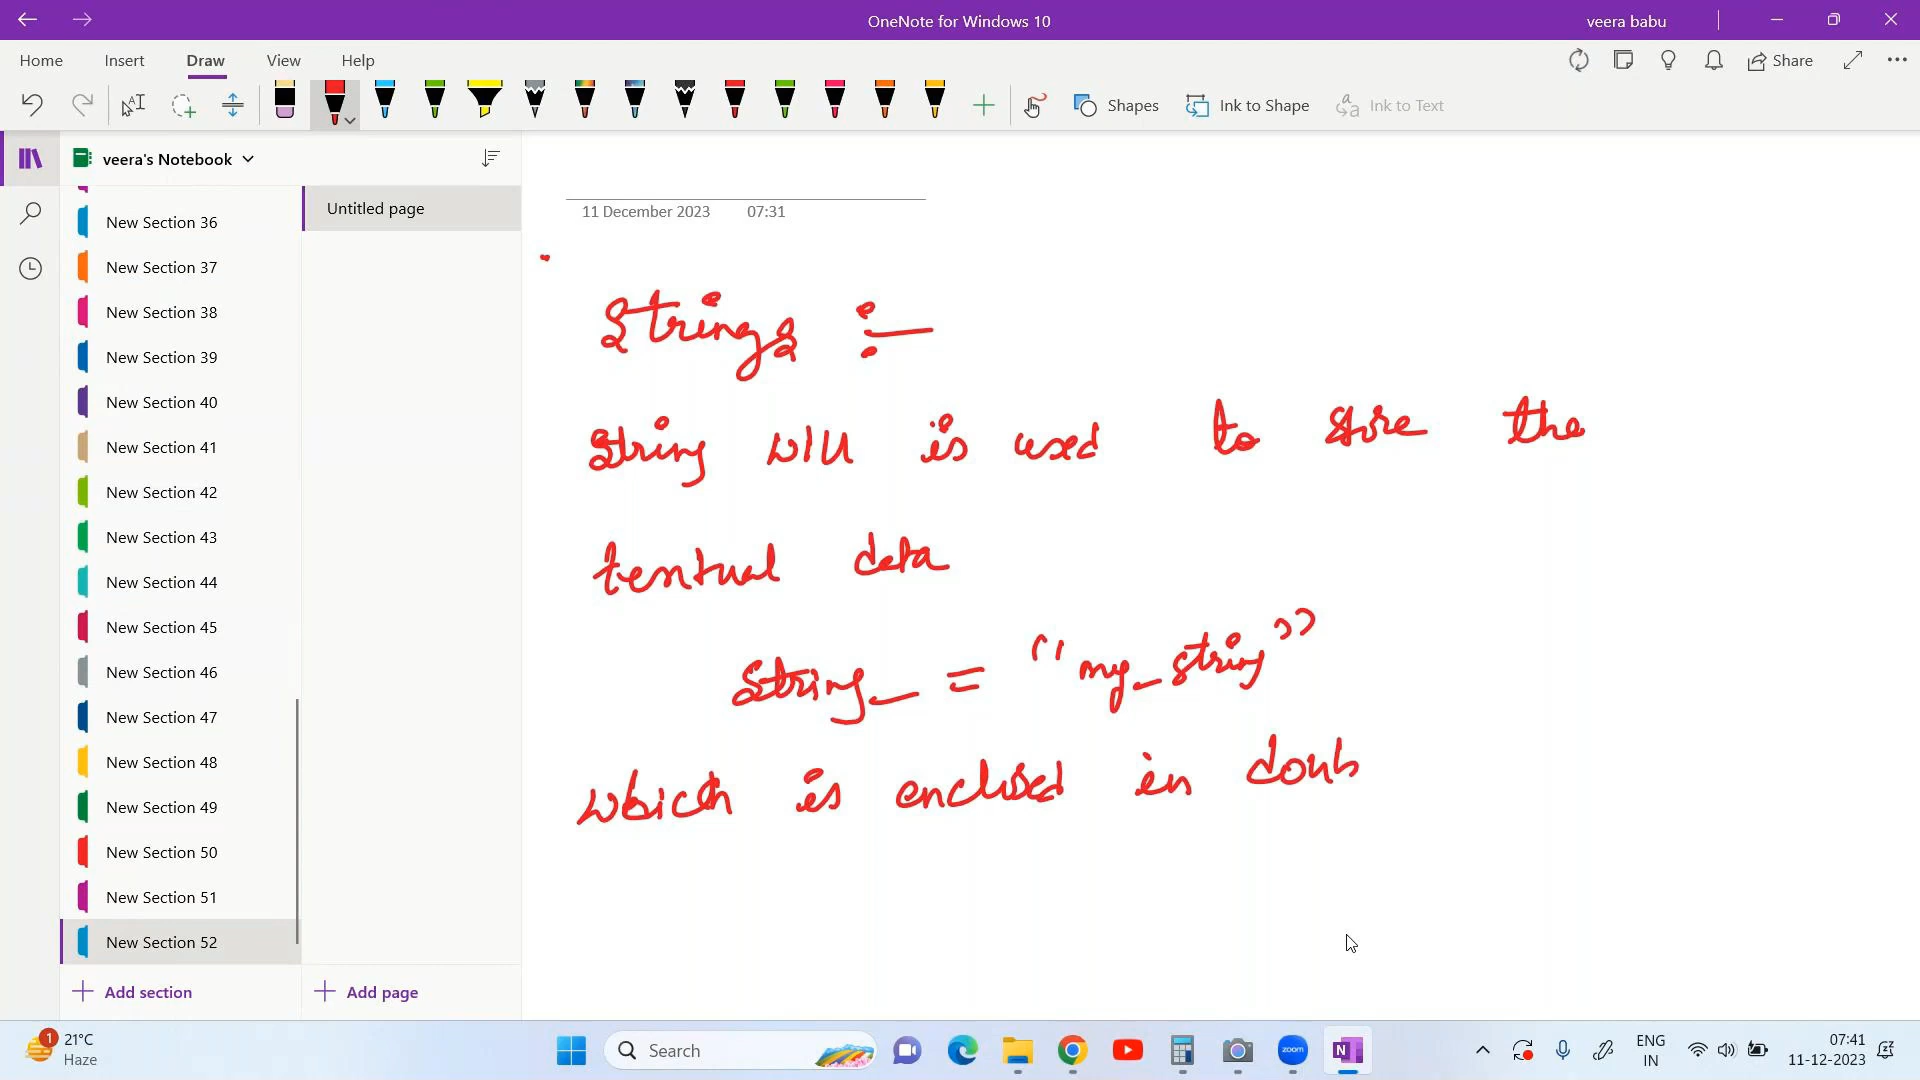 OneNote for Windows 10
veera babu
Home
Insert
Draw
View
Help
Share
Shapes
Ink to Shape
Ink to Text
veera's Notebook
New Section 36
New Section 37
New Section 38
New Section 39
New Section 40
New Section 41
New Section 42
New Section 43
New Section 44
New Section 45
New Section 46
New Section 47
New Section 48
New Section 49
New Section 50
New Section 51
New Section 52
Add section
Untitled page
Add page
11 December 2023 07:31
Strings :-
String will is used to store the
textual data
String_ = "my_string"
which is enclosed in doub
1
21°C
Haze
Search
zoom
N
ENG
IN
07:41
11-12-2023